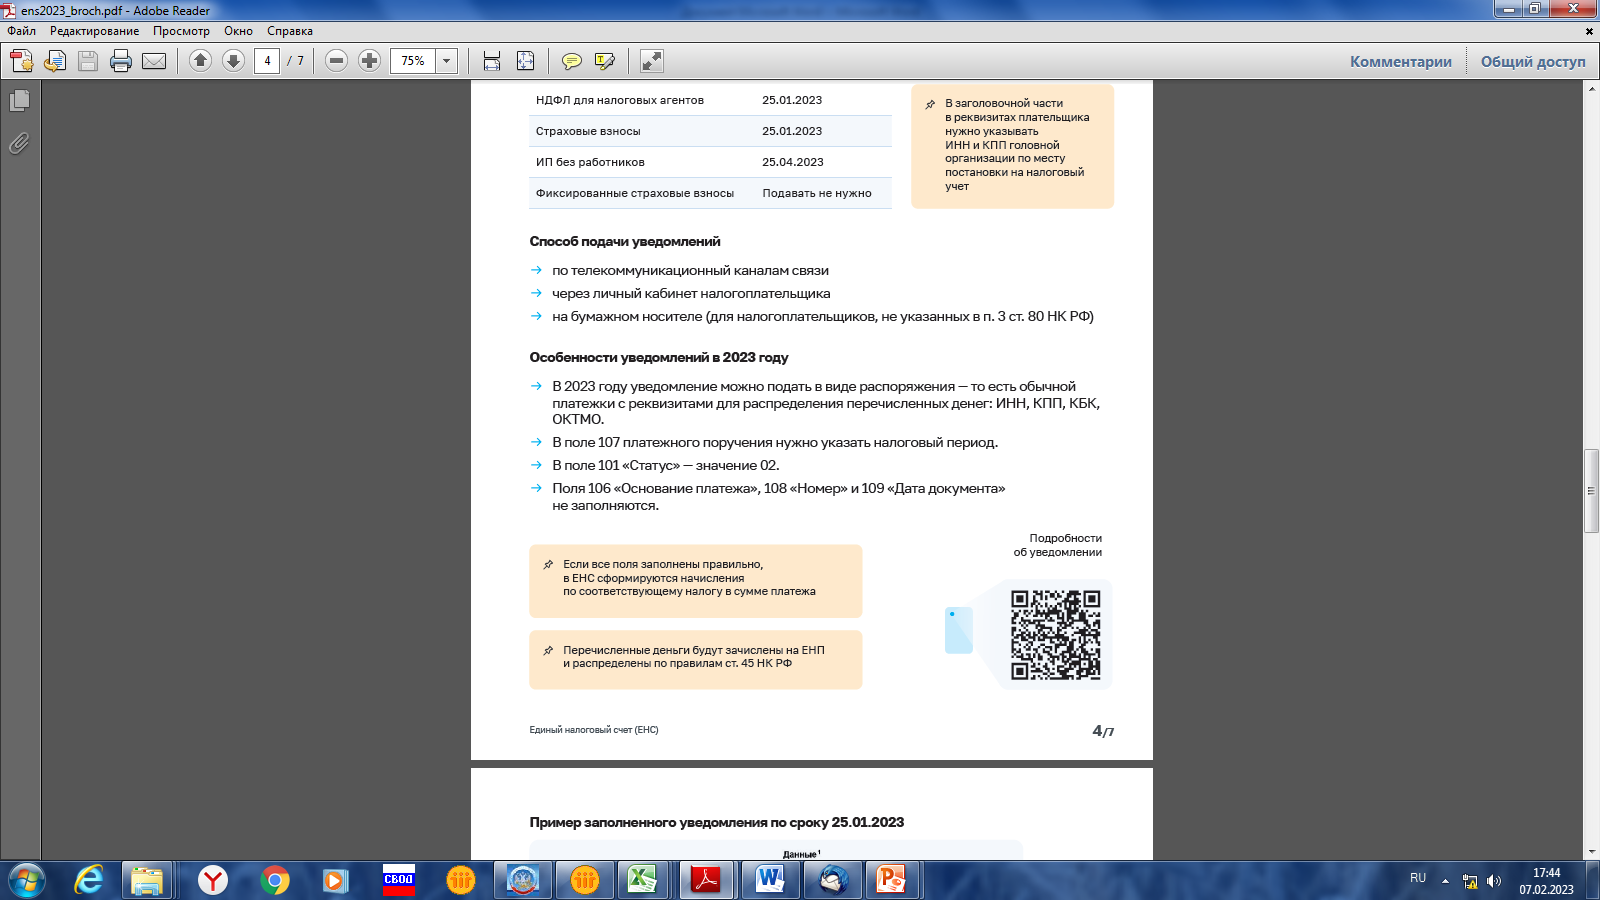 ens2023_broch.pdf - Adobe Reader
Файл Редактирование Просмотр Окно Справка
4 / 7 75% Комментарии Общий доступ
НДФЛ для налоговых агентов 25.01.2023
Страховые взносы 25.01.2023
ИП без работников 25.04.2023
Фиксированные страховые взносы Подавать не нужно
В заголовочной части
в реквизитах плательщика
нужно указывать
ИНН и КПП головной
организации по месту
постановки на налоговый
учет
Способ подачи уведомлений
по телекоммуникационный каналам связи
через личный кабинет налогоплательщика
на бумажном носителе (для налогоплательщиков, не указанных в п. 3 ст. 80 НК РФ)
Особенности уведомлений в 2023 году
В 2023 году уведомление можно подать в виде распоряжения — то есть обычной
платежки с реквизитами для распределения перечисленных денег: ИНН, КПП, КБК,
ОКТМО.
В поле 107 платежного поручения нужно указать налоговый период.
В поле 101 «Статус» — значение 02.
Поля 106 «Основание платежа», 108 «Номер» и 109 «Дата документа»
не заполняются.
Подробности
об уведомлении
Если все поля заполнены правильно,
в ЕНС сформируются начисления
по соответствующему налогу в сумме платежа
Перечисленные деньги будут зачислены на ЕНП
и распределены по правилам ст. 45 НК РФ
Единый налоговый счет (ЕНС) 4/7
Пример заполненного уведомления по сроку 25.01.2023
Данные 1
СВОД
RU 17:44
07.02.2023